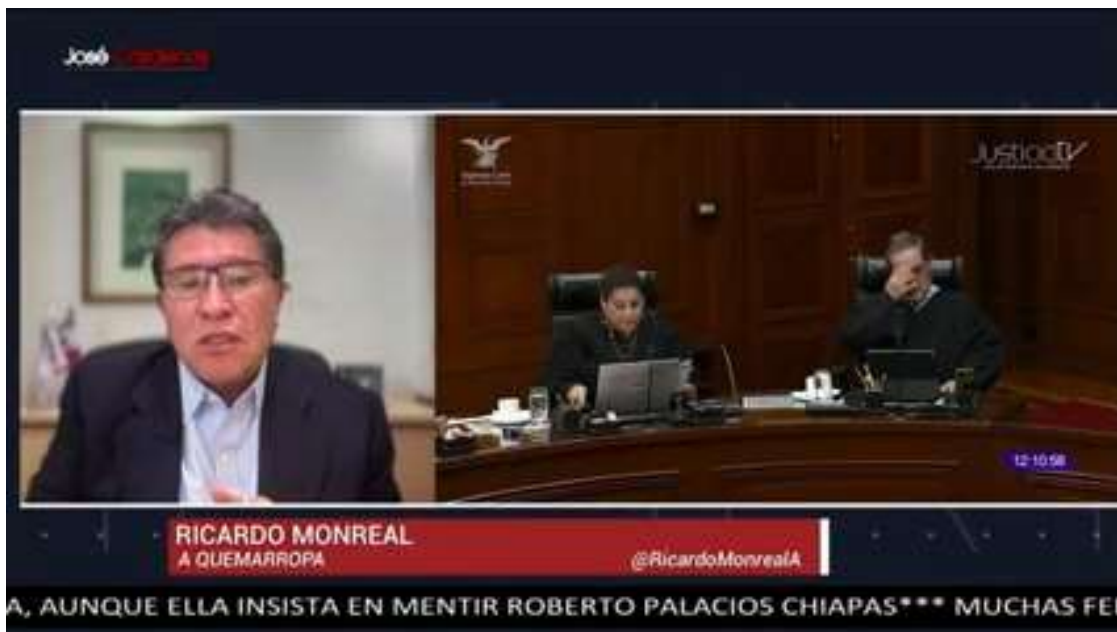 José
JusticiaTV
12:10:58
RICARDO MONREAL
A QUEMARROPA
@RicardoMonrealA
A, AUNQUE ELLA INSISTA EN MENTIR ROBERTO PALACIOS CHIAPAS*** MUCHAS FE